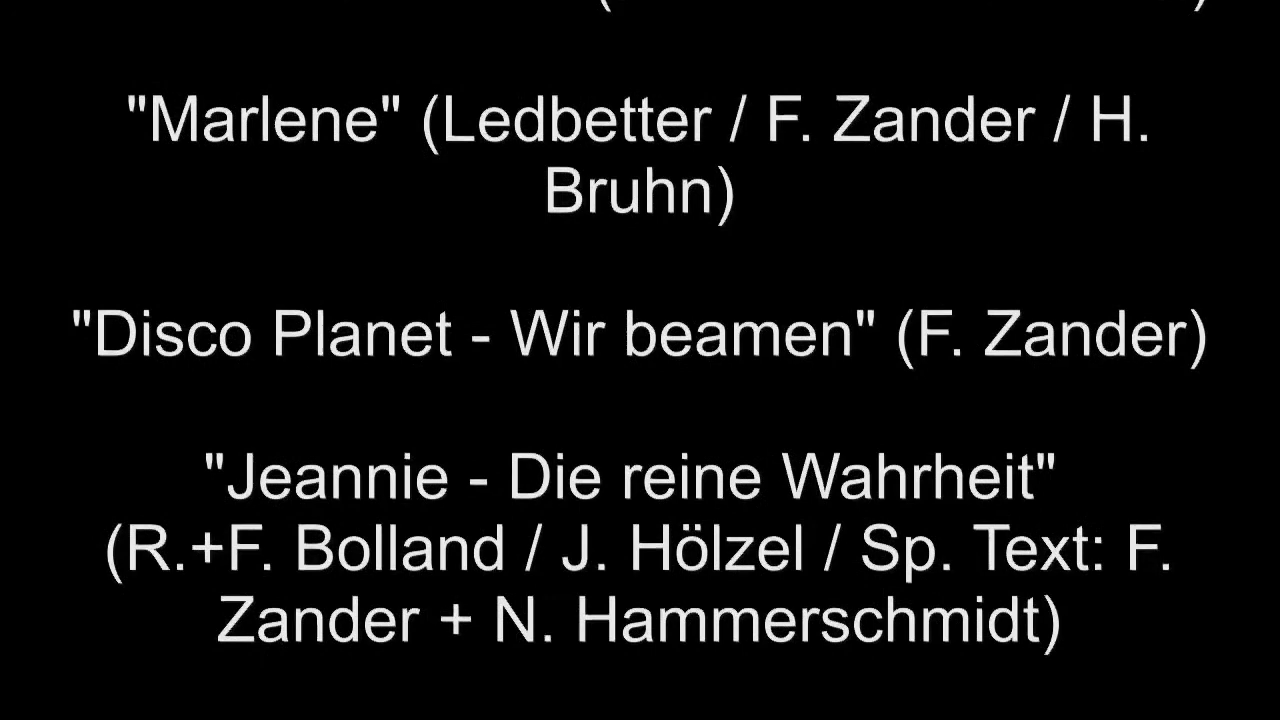 "Marlene" (Ledbetter / F. Zander / H.
Bruhn)
"Disco Planet - Wir beamen" (F. Zander)
"Jeannie - Die reine Wahrheit"
(R.+F. Bolland / J. Hölzel / Sp. Text: F.
Zander + N. Hammerschmidt)